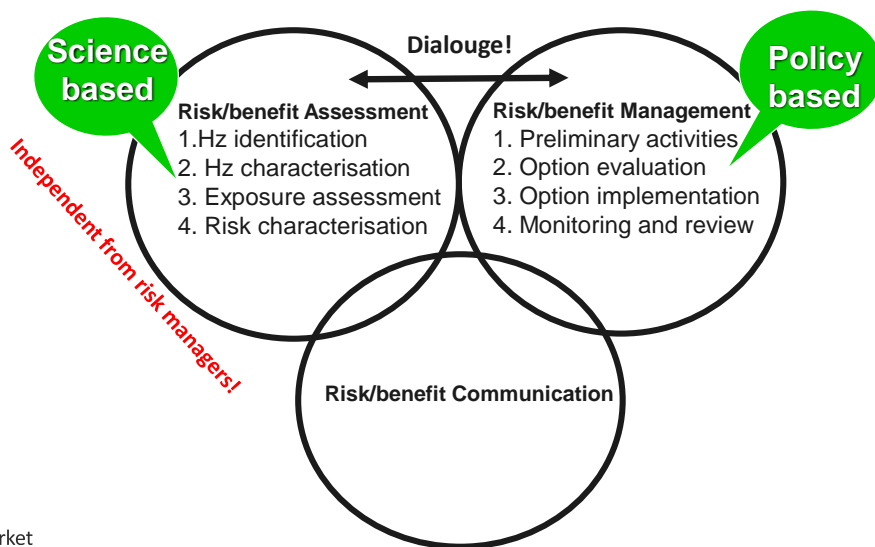 Science
based
Dialouge!
Policy
based
Risk/benefit Assessment
1.Hz identification
2. Hz characterisation
3. Exposure assessment
4. Risk characterisation
Risk/benefit Management
1. Preliminary activities
2. Option evaluation
3. Option implementation
4. Monitoring and review
Independent from risk managers!
Risk/benefit Communication
rket